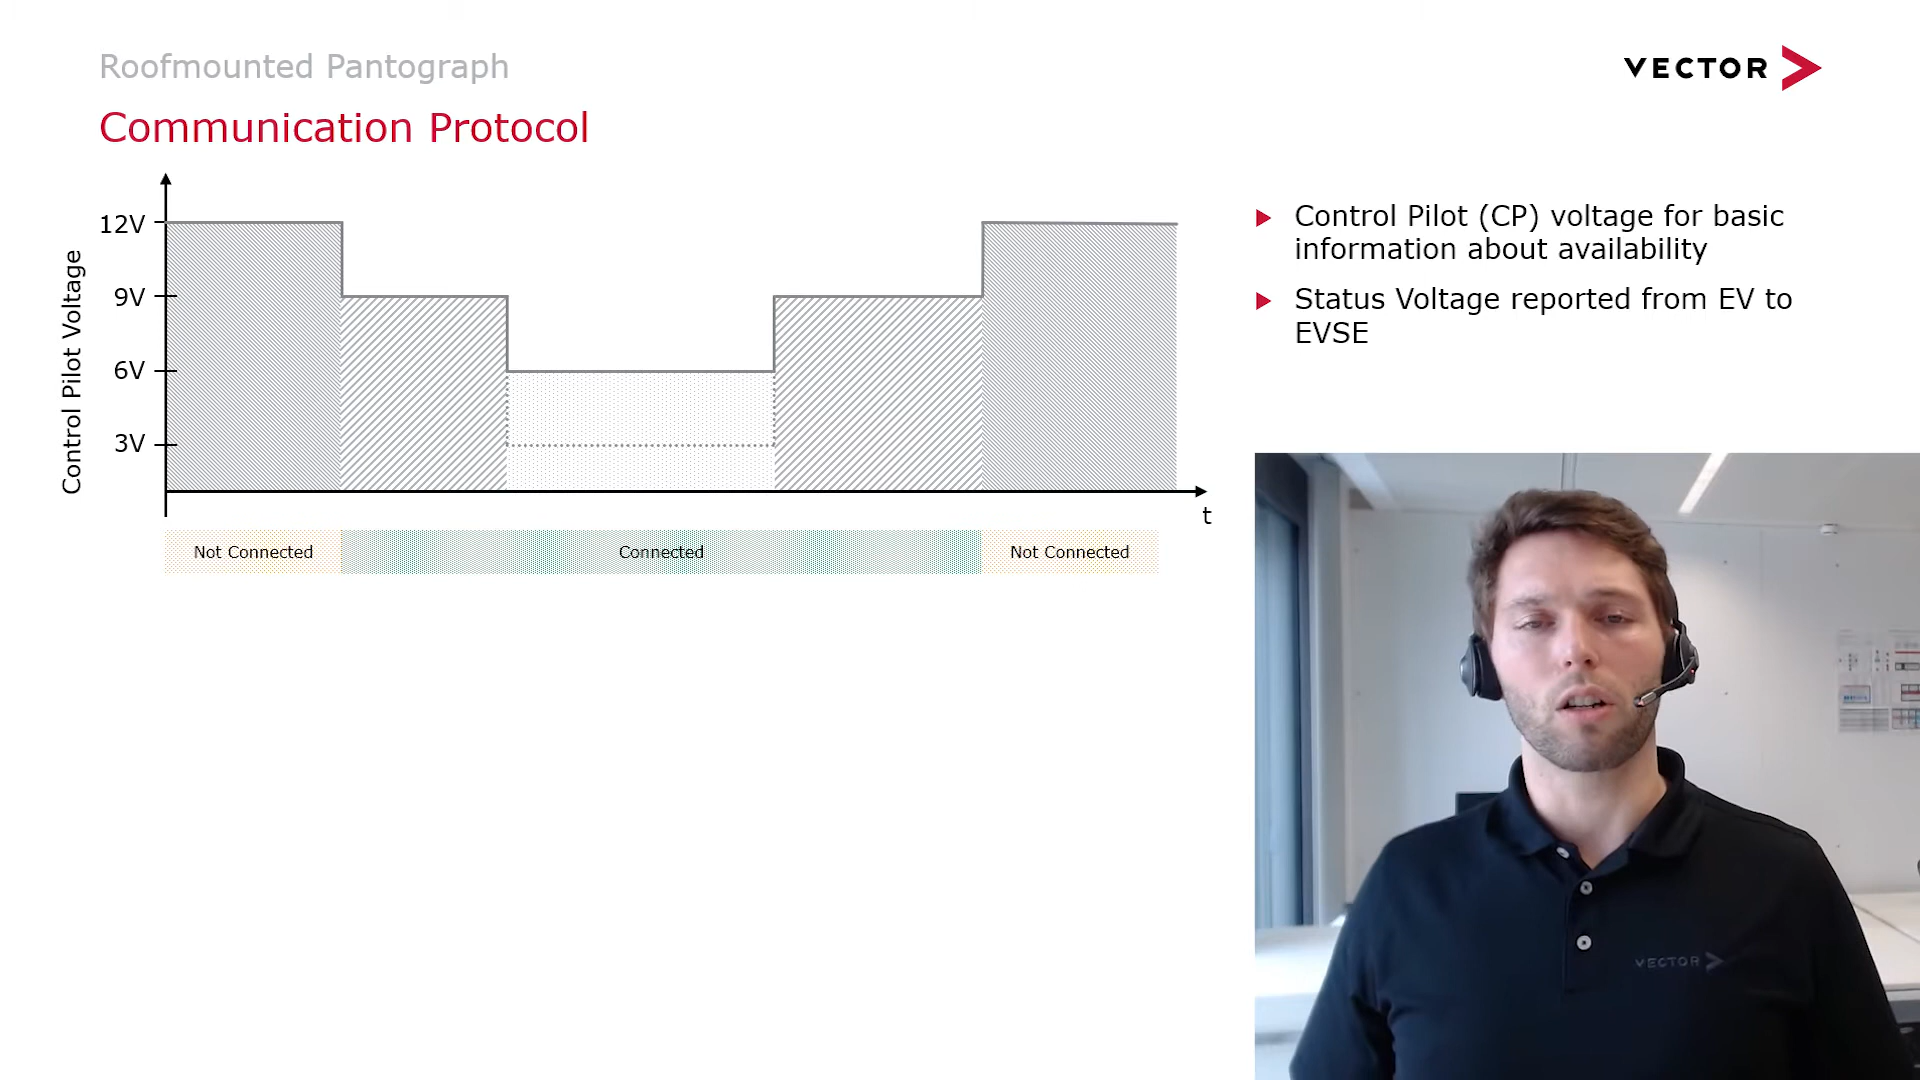 Roofmounted Pantograph
VECTOR
Communication Protocol
Control Pilot Voltage
12V
9V
6V
3V
t
Not Connected
Connected
Not Connected
Control Pilot (CP) voltage for basic
information about availability
Status Voltage reported from EV to
EVSE
VECTOR